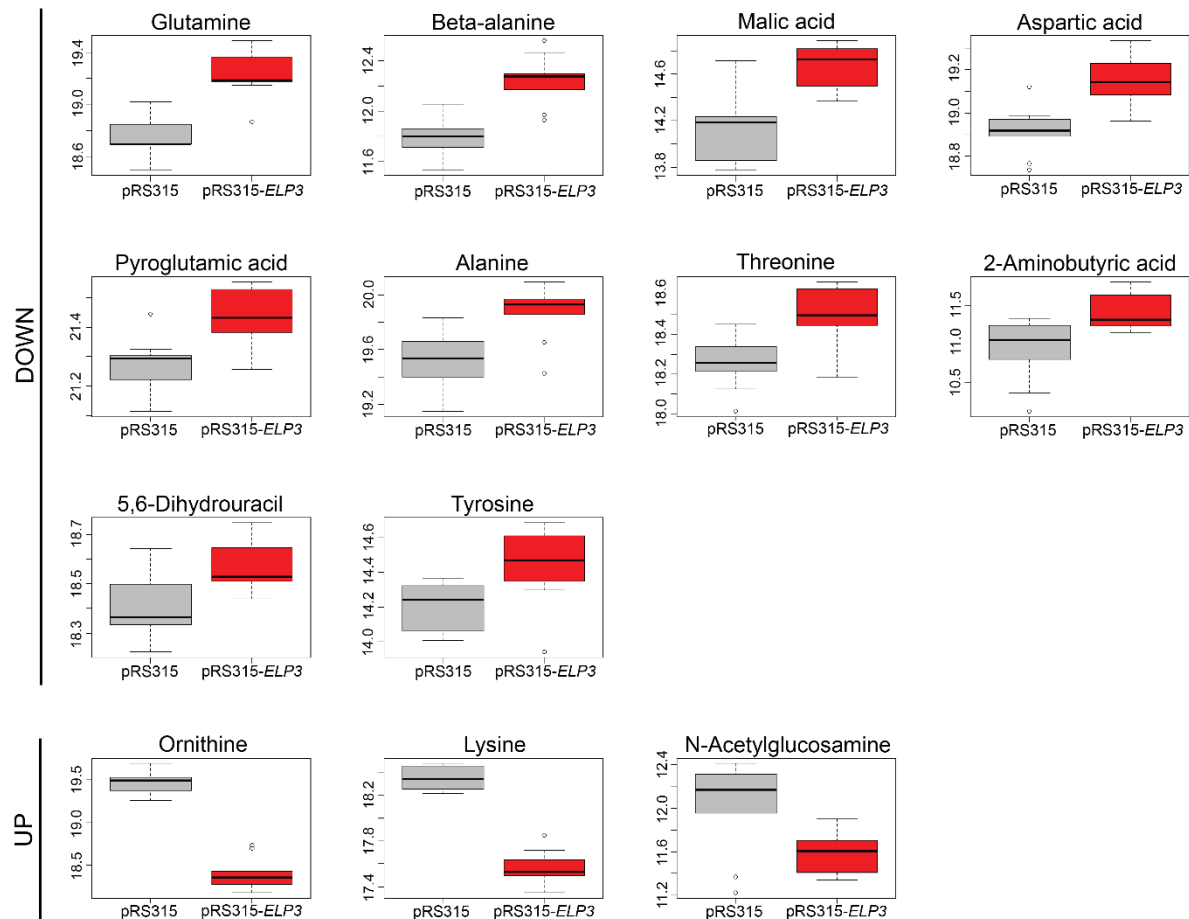 Glutamine Beta-alanine Malic acid Aspartic acid
19.4 19.0 18.6
12.4 12.0 11.6
14.6 14.2 13.8
19.2 19.0 18.8
pRS315 pRS315-ELP3 pRS315 pRS315-ELP3 pRS315 pRS315-ELP3 pRS315 pRS315-ELP3
DOWN
Pyroglutamic acid Alanine Threonine 2-Aminobutyric acid
21.4 21.2
20.0 19.6 19.2
18.6 18.4 18.2 18.0
11.5 11.0 10.5
pRS315 pRS315-ELP3 pRS315 pRS315-ELP3 pRS315 pRS315-ELP3 pRS315 pRS315-ELP3
5,6-Dihydrouracil Tyrosine
18.7 18.5 18.3
14.6 14.4 14.2 14.0
pRS315 pRS315-ELP3 pRS315 pRS315-ELP3
UP
Ornithine Lysine N-Acetylglucosamine
19.5 19.0 18.5
18.2 17.8 17.4
12.4 12.0 11.6 11.2
pRS315 pRS315-ELP3 pRS315 pRS315-ELP3 pRS315 pRS315-ELP3